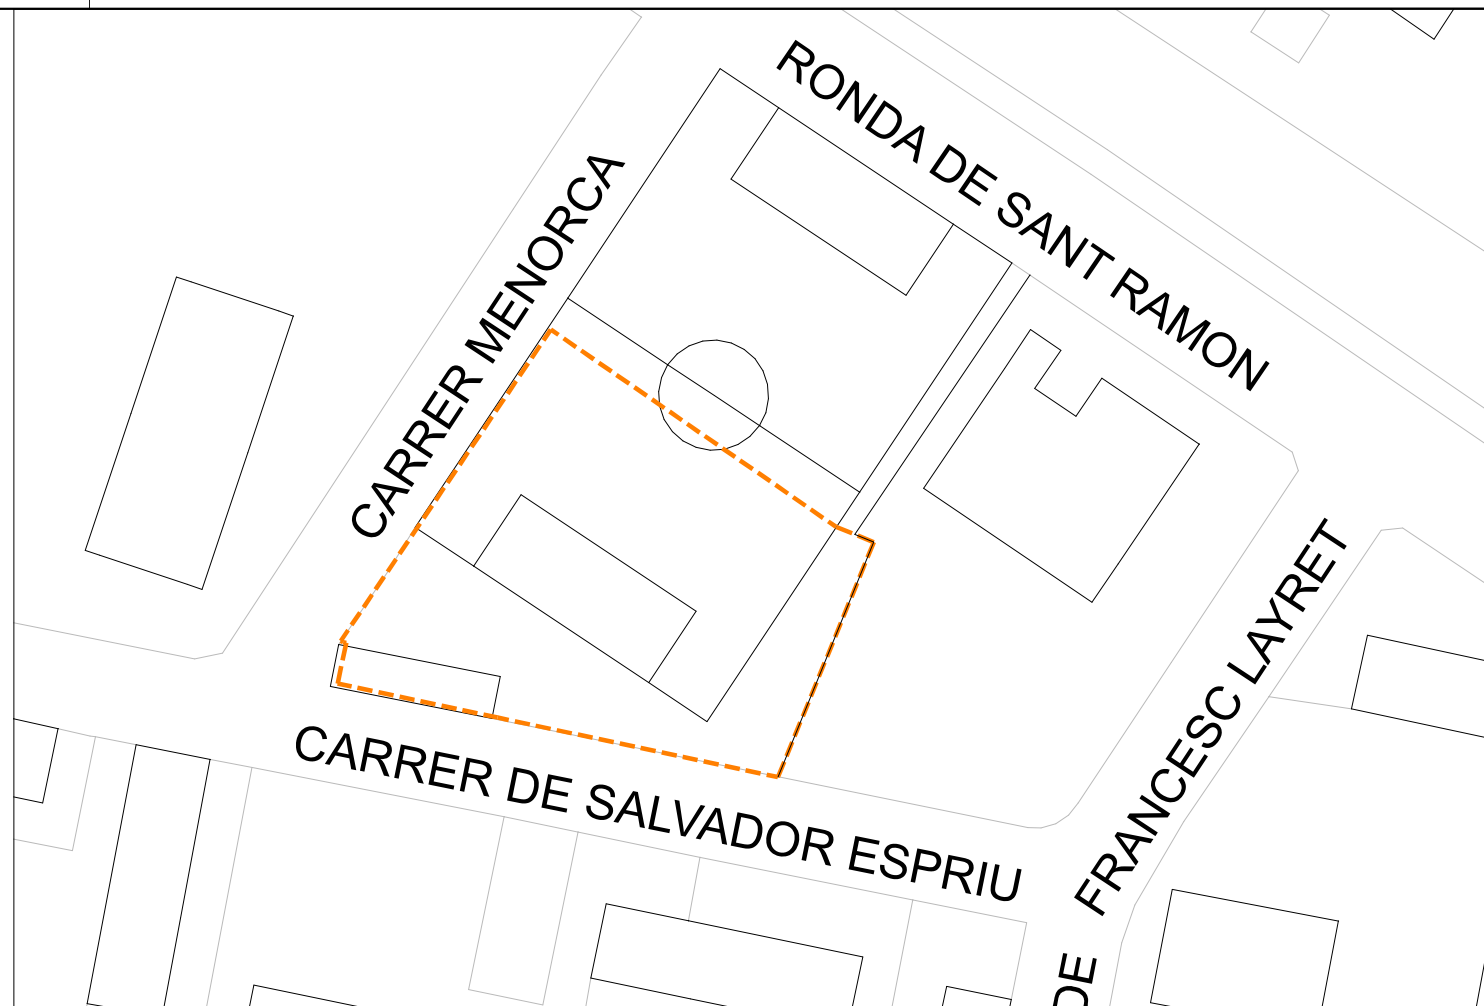 RONDA DE SANT RAMON
CARRER MENORCA
CARRER DE SALVADOR ESPRIU
DE FRANCESC LAYRET